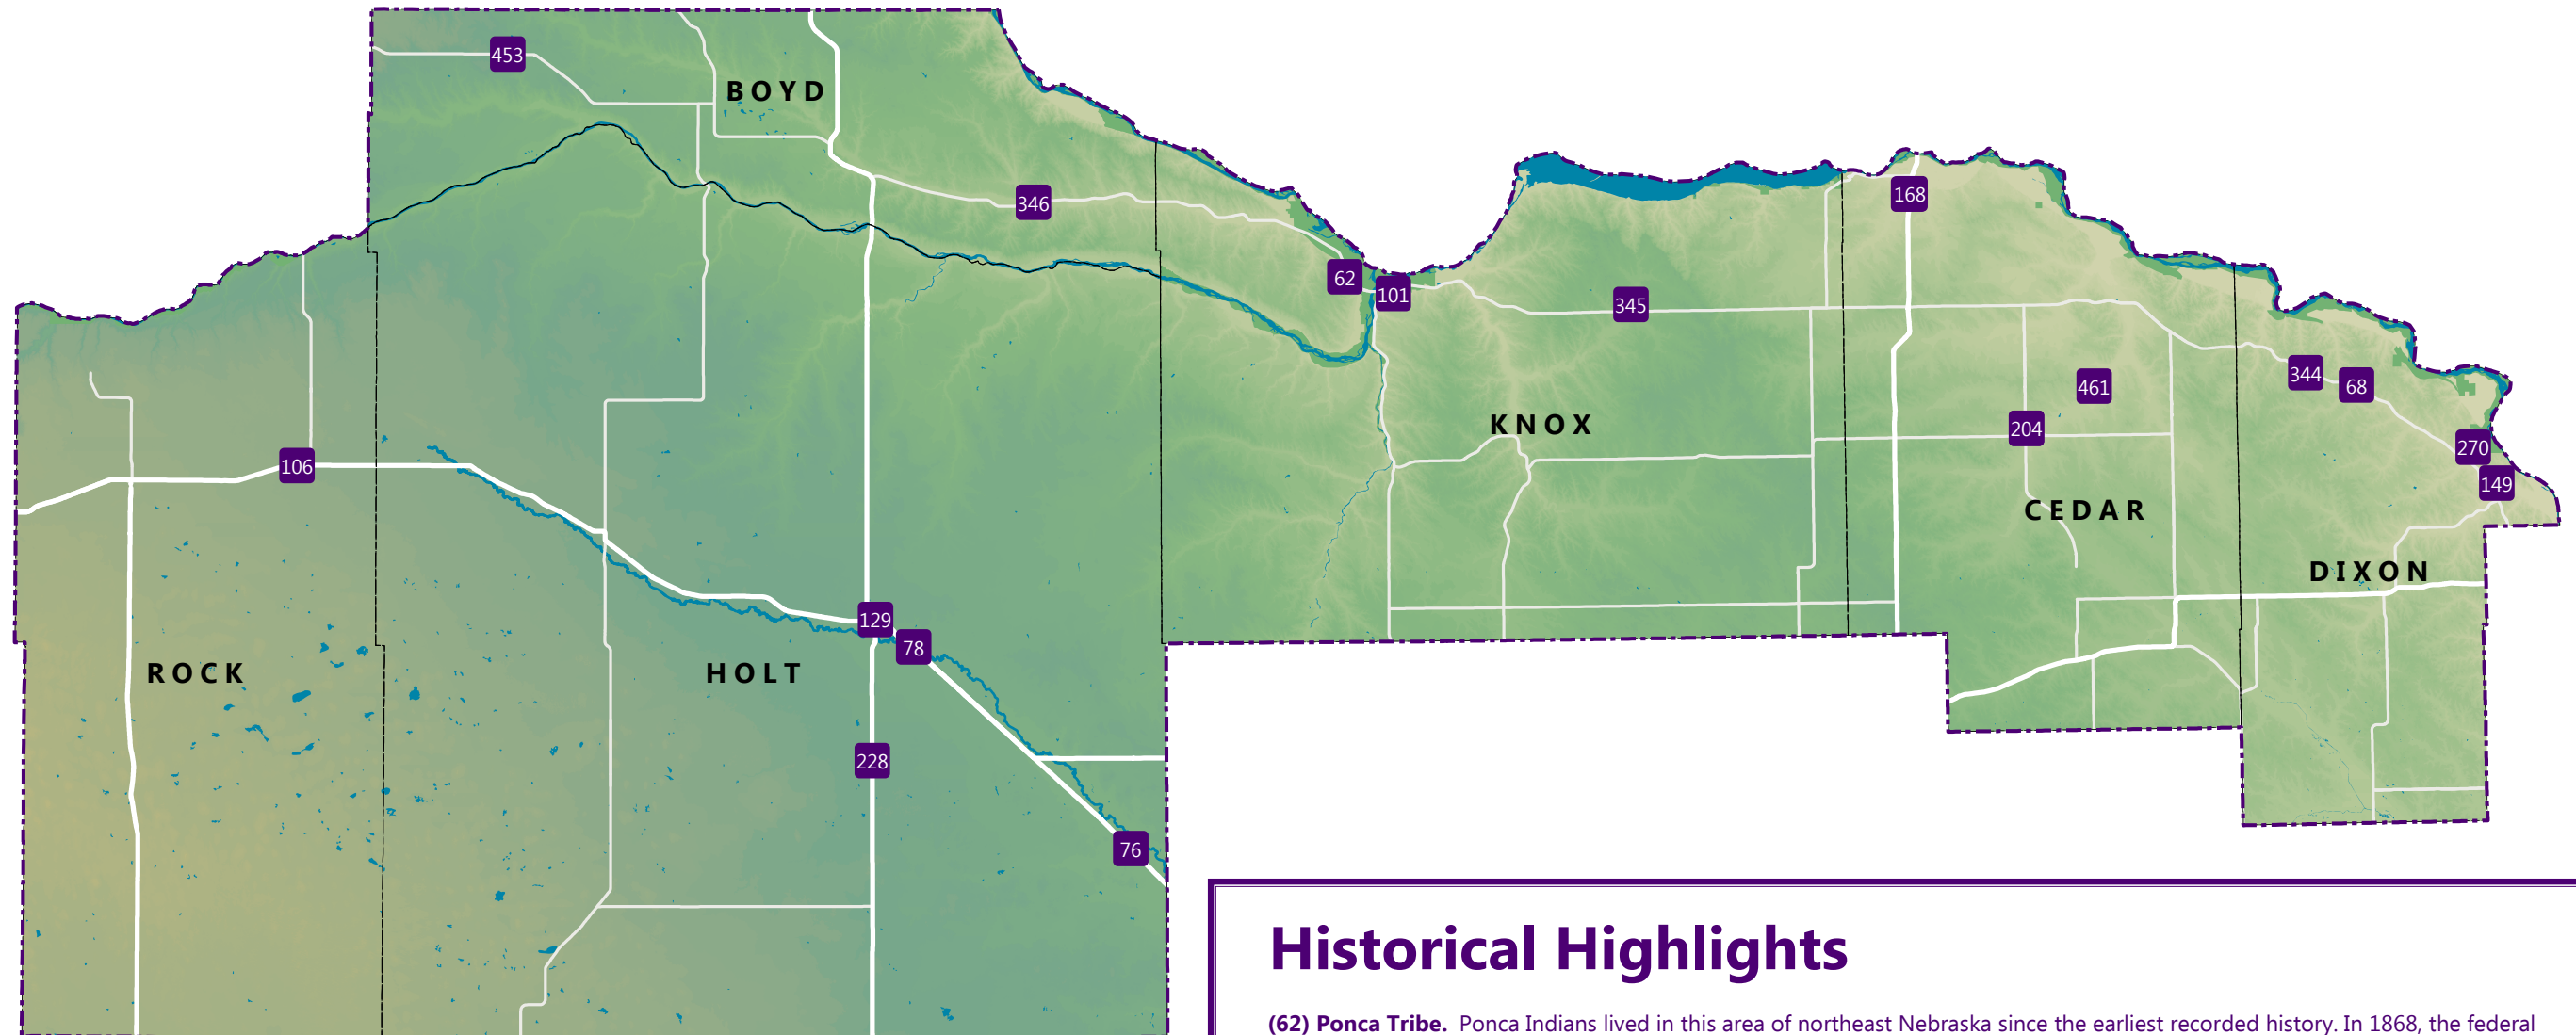 453
BOYD
346
168
62
101
345
344
68
461
204
KNOX
270
106
149
CEDAR
DIXON
129
78
ROCK
HOLT
228
76
Historical Highlights
(62) Ponca Tribe. Ponca Indians lived in this area of northeast Nebraska since the earliest recorded history. In 1868, the federal